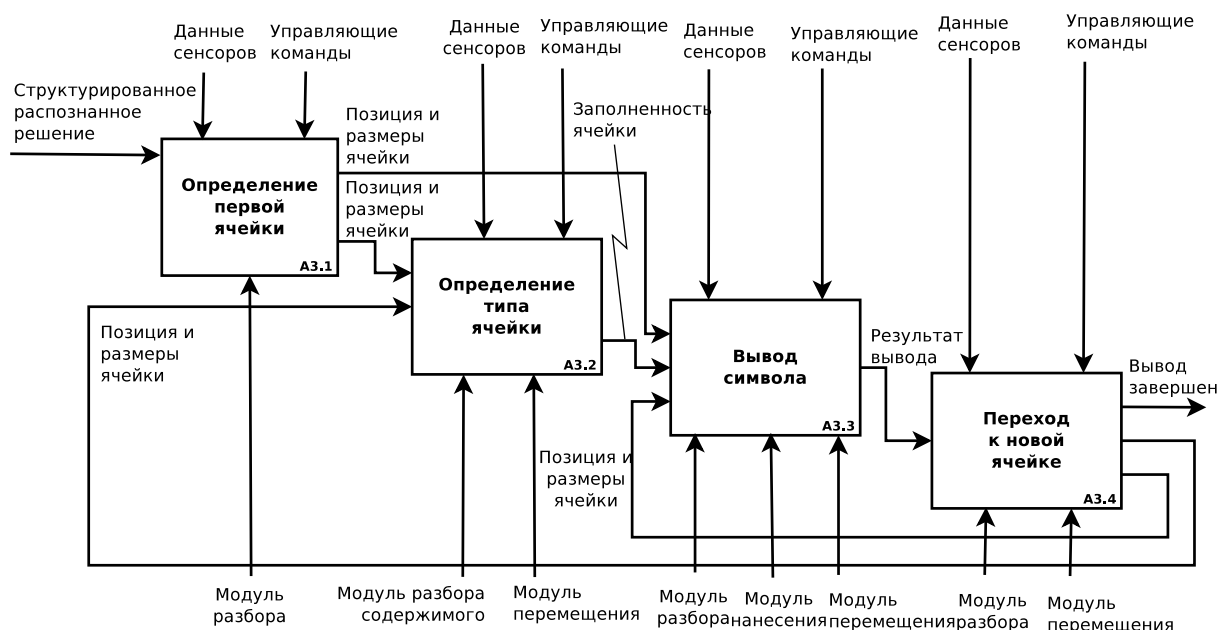 Данные
сенсоров
Управляющие
команды
Данные
сенсоров
Управляющие
команды
Данные
сенсоров
Управляющие
команды
Данные
сенсоров
Управляющие
команды
Структурированное
распознанное
решение
Позиция и
размеры
ячейки
Заполненность
ячейки
Определение
первой
ячейки
A3.1
Позиция и
размеры
ячейки
Определение
типа
ячейки
A3.2
Позиция и
размеры
ячейки
Вывод
символа
A3.3
Результат
вывода
Вывод
завершен
Переход
к новой
ячейке
A3.4
Позиция и
размеры
ячейки
Модуль
разбора
Модуль разбора
содержимого
Модуль
перемещения
Модуль
разбора
Модуль
нанесения
Модуль
перемещения
Модуль
разбора
Модуль
перемещения